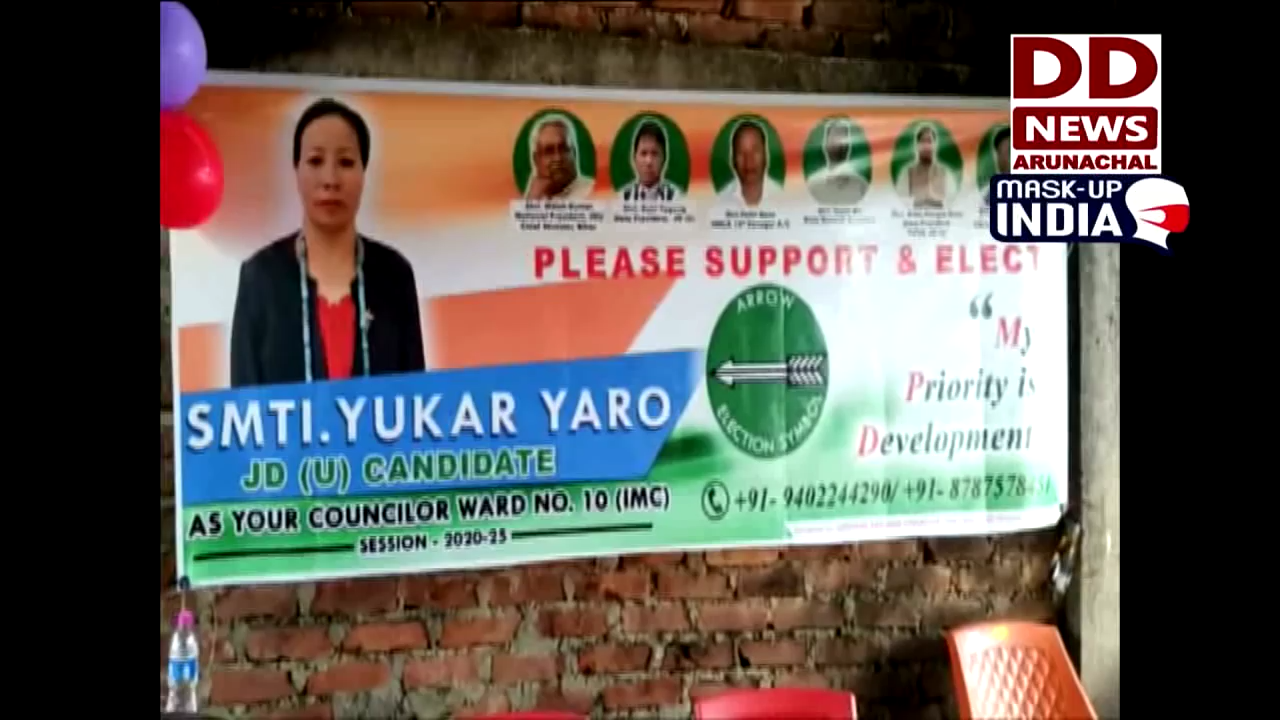 DD
NEWS
ARUNACHAL
MASK-UP
INDIA
PLEASE SUPPORT & ELECT
ARROW
ELECTION SYMBOL
“My
Priority is
Development
SMTI.YUKAR YARO
JD (U) CANDIDATE
AS YOUR COUNCILOR WARD NO. 10 (IMC)
SESSION - 2020-25
+91- 9402244290/ +91- 87875784